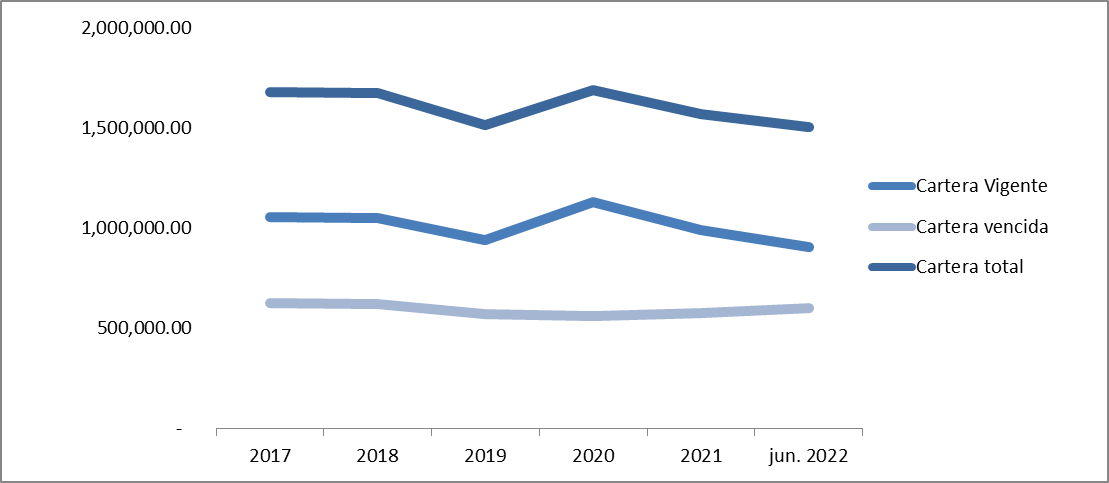 2,000,000.00
1,500,000.00
1,000,000.00
500,000.00
-
2017 2018 2019 2020 2021 jun. 2022
Cartera Vigente
Cartera vencida
Cartera total